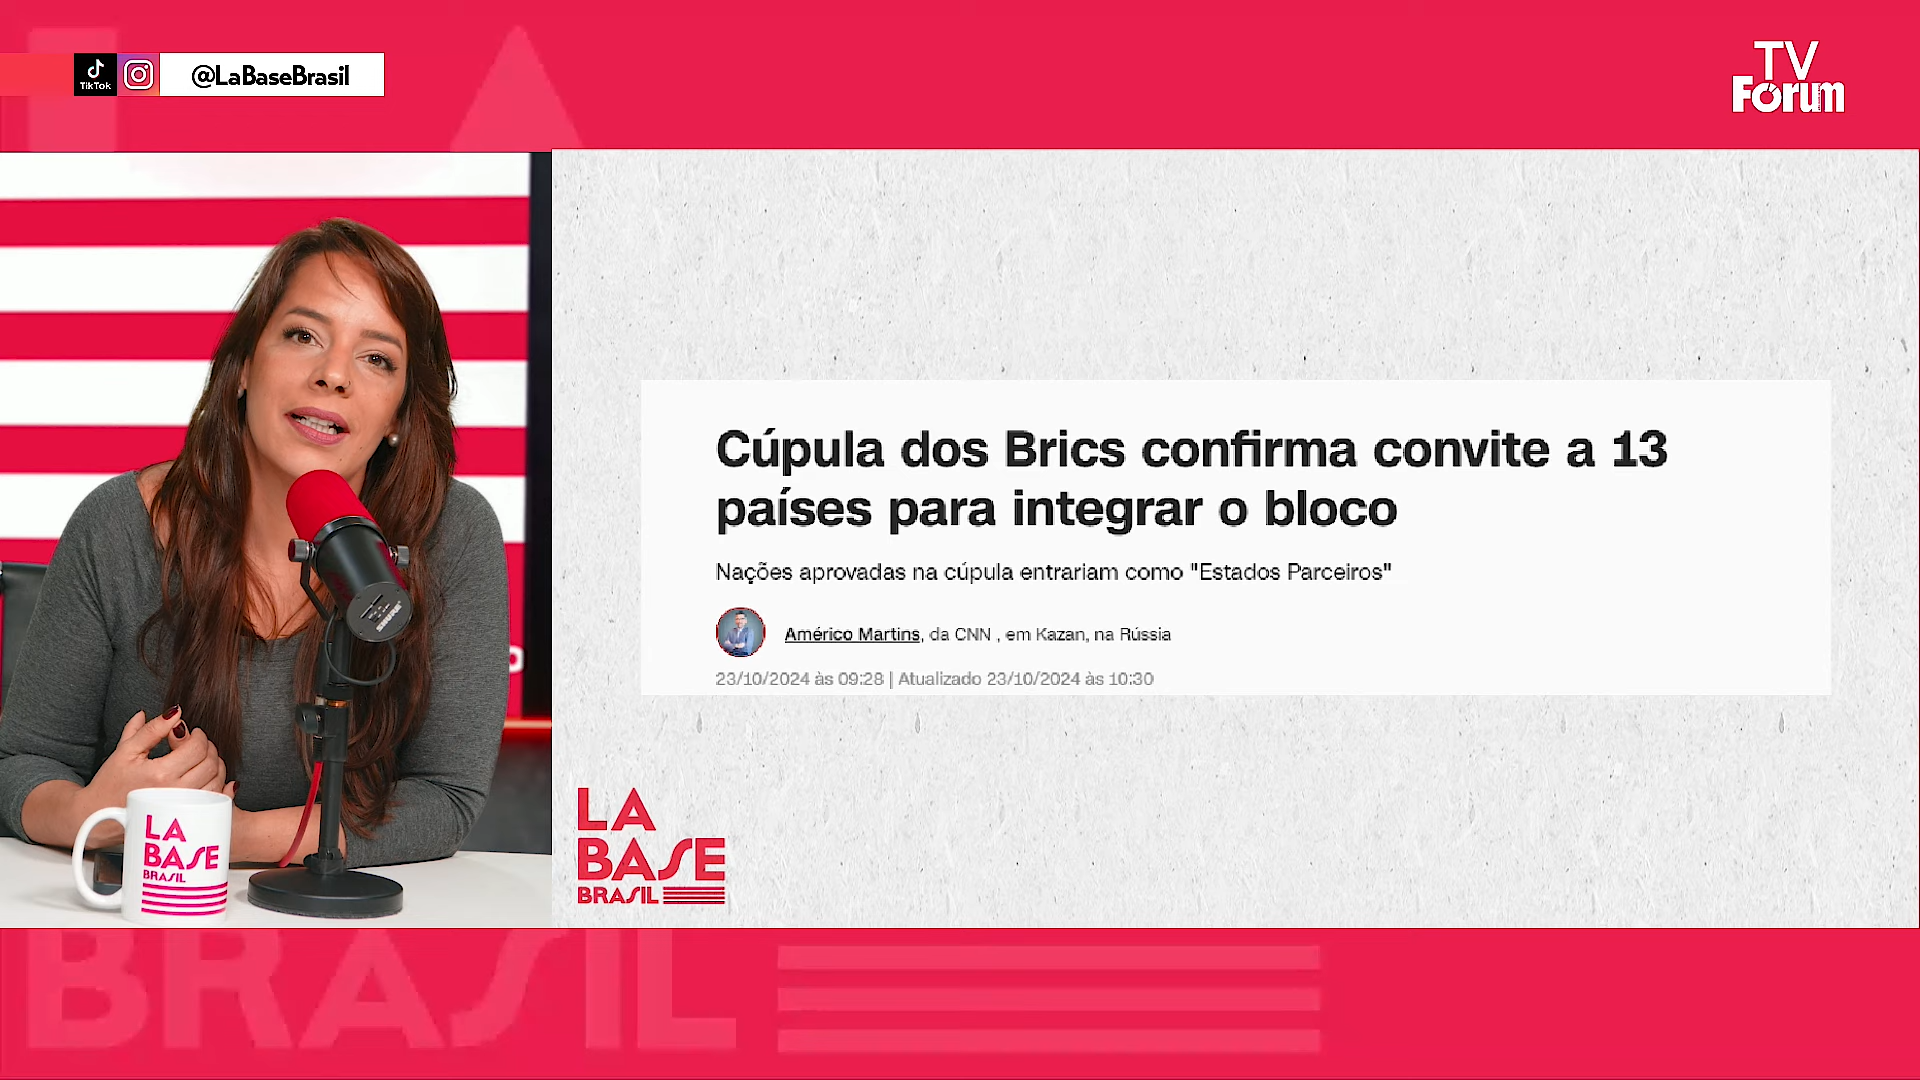 TikTok
@LaBaseBrasil
TV
Fórum
Cúpula dos Brics confirma convite a 13
países para integrar o bloco
Nações aprovadas na cúpula entrariam como "Estados Parceiros"
Américo Martins, da CNN , em Kazan, na Rússia
23/10/2024 às 09:28 | Atualizado 23/10/2024 às 10:30
SHURE
LA
BASE
BRASIL
LA
BASE
BRASIL
BRASIL